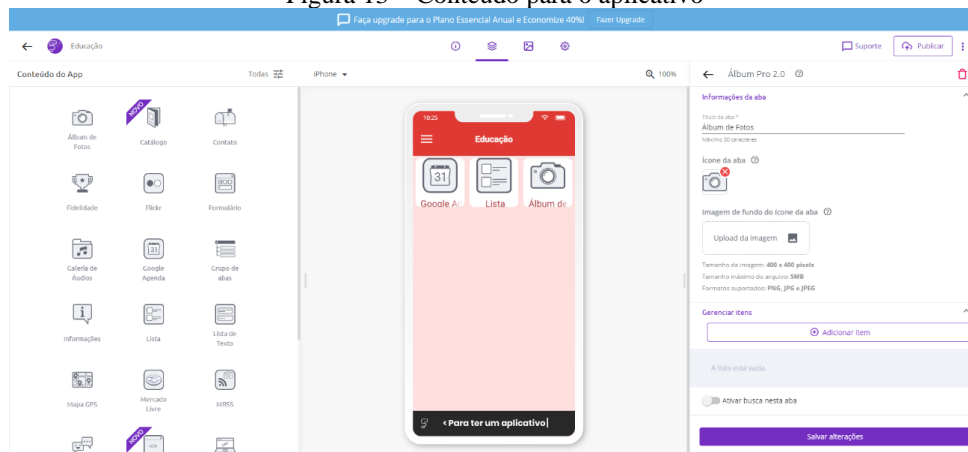 Figura 15 – Conteúdo para o aplicativo
Faça upgrade para o Plano Essencial Anual e Economize 40%! Fazer Upgrade
Educação
Suporte
Publicar
Conteúdo do App
Todas
iPhone
100%
Álbum Pro 2.0
Álbum de
Fotos
NOVO
Catálogo
Contato
Fidelidade
Flickr
Formulário
Galeria de
Áudios
Google
Agenda
Grupo de
abas
Informações
Lista
Lista de
Texto
Mapa GPS
Mercado
Livre
MRSS
NOVO
10:25
Educação
31
Google A
Lista
Álbum de
< Para ter um aplicativo|
Informações da aba
Título da aba *
Álbum de Fotos
Máximo 30 caracteres
Ícone da aba
Imagem de fundo do ícone da aba
Upload da imagem
Tamanho da imagem: 400 x 400 pixels
Tamanho máximo do arquivo: 5MB
Formatos suportados: PNG, JPG e JPEG
Gerenciar itens
Adicionar Item
A lista está vazia.
Ativar busca nesta aba
Salvar alterações